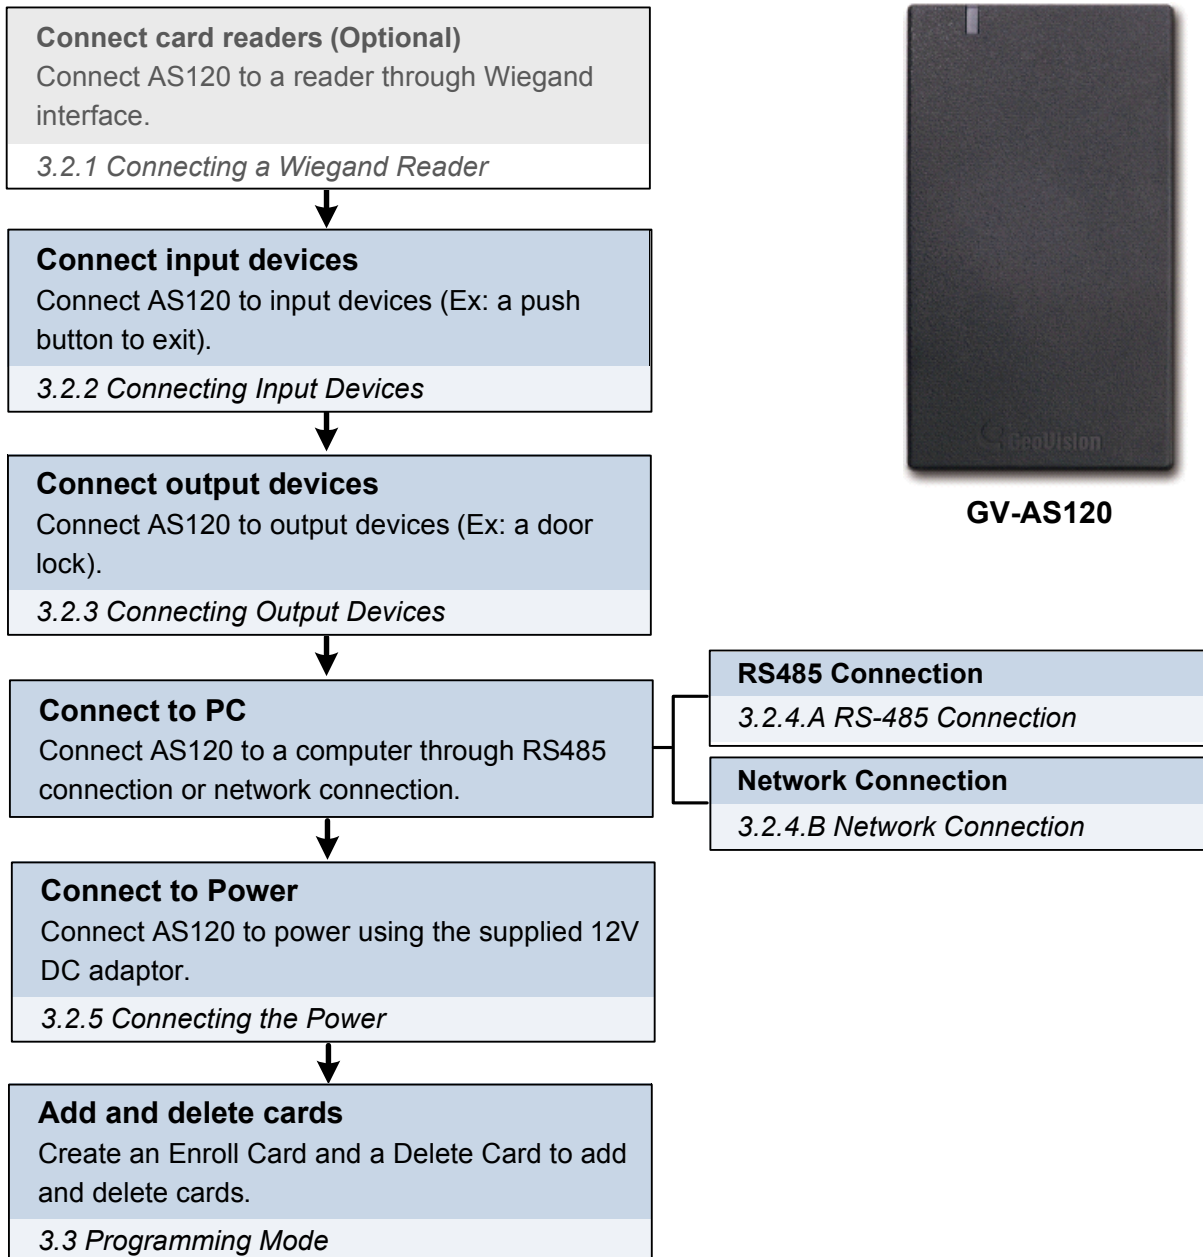 Connect card readers (Optional)
Connect AS120 to a reader through Wiegand
interface.
3.2.1 Connecting a Wiegand Reader
Connect input devices
Connect AS120 to input devices (Ex: a push
button to exit).
3.2.2 Connecting Input Devices
Connect output devices
Connect AS120 to output devices (Ex: a door
lock).
3.2.3 Connecting Output Devices
Connect to PC
Connect AS120 to a computer through RS485
connection or network connection.
RS485 Connection
3.2.4.A RS-485 Connection
Network Connection
3.2.4.B Network Connection
Connect to Power
Connect AS120 to power using the supplied 12V
DC adaptor.
3.2.5 Connecting the Power
Add and delete cards
Create an Enroll Card and a Delete Card to add
and delete cards.
3.3 Programming Mode
GeoVision
GV-AS120